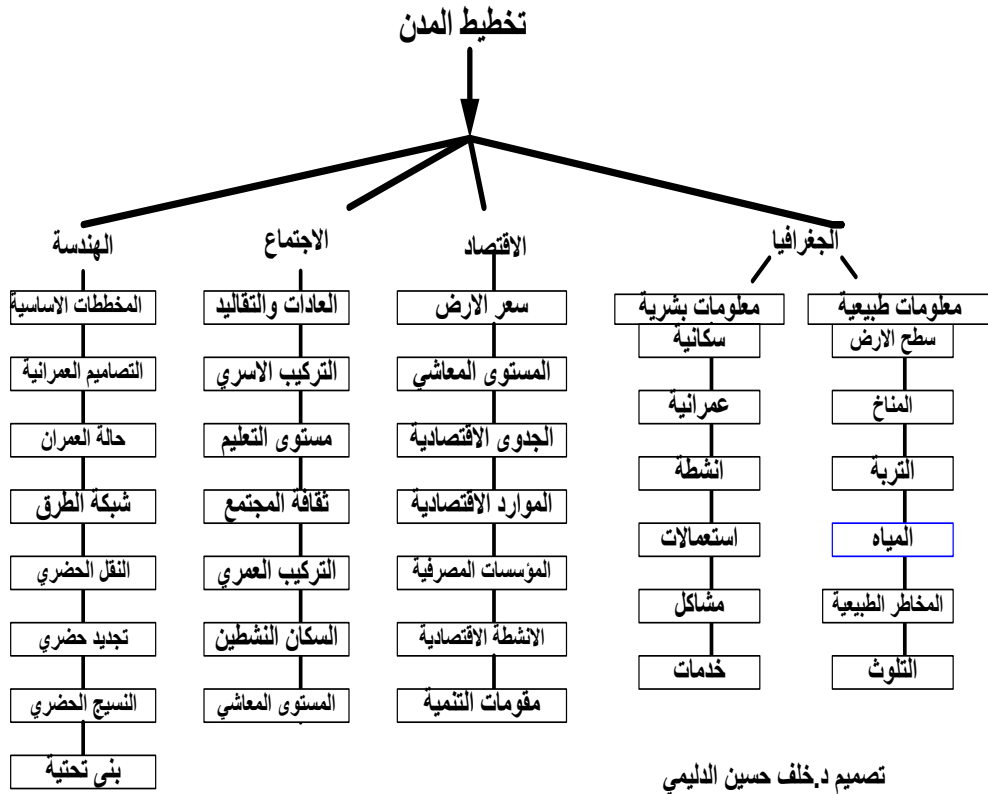 تخطيط المدن
الجغرافيا
معلومات طبيعية
سطح الارض
المناخ
التربة
المياه
المخاطر الطبيعية
التلوث
معلومات بشرية
سكانية
عمرانية
انشطة
استعمالات
مشاكل
خدمات
الاقتصاد
سعر الارض
المستوى المعاشي
الجدوى الاقتصادية
الموارد الاقتصادية
المؤسسات المصرفية
الانشطة الاقتصادية
مقومات التنمية
الاجتماع
العادات والتقاليد
التركيب الاسري
مستوى التعليم
ثقافة المجتمع
التركيب العمري
السكان النشطين
المستوى المعاشي
الهندسة
المخططات الاساسية
التصاميم العمرانية
حالة العمران
شبكة الطرق
النقل الحضري
تجديد حضري
النسيج الحضري
بنى تحتية
تصميم د.خلف حسين الدليمي